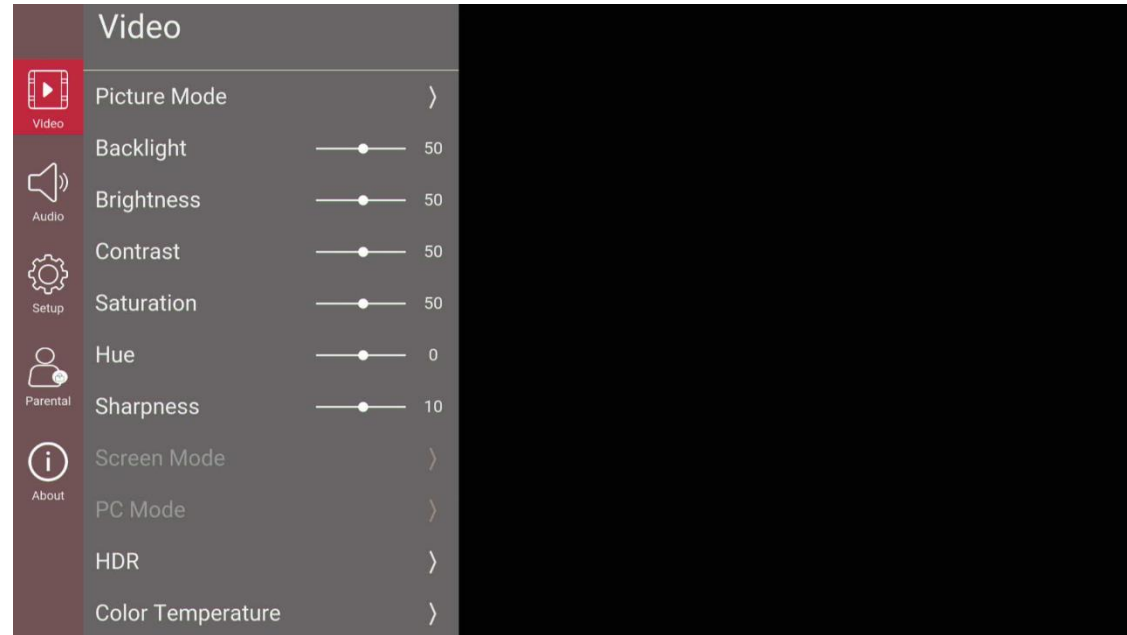 Video
Video
Audio
Setup
Parental
About
Picture Mode
Backlight 50
Brightness 50
Contrast 50
Saturation 50
Hue 0
Sharpness 10
Screen Mode
PC Mode
HDR
Color Temperature